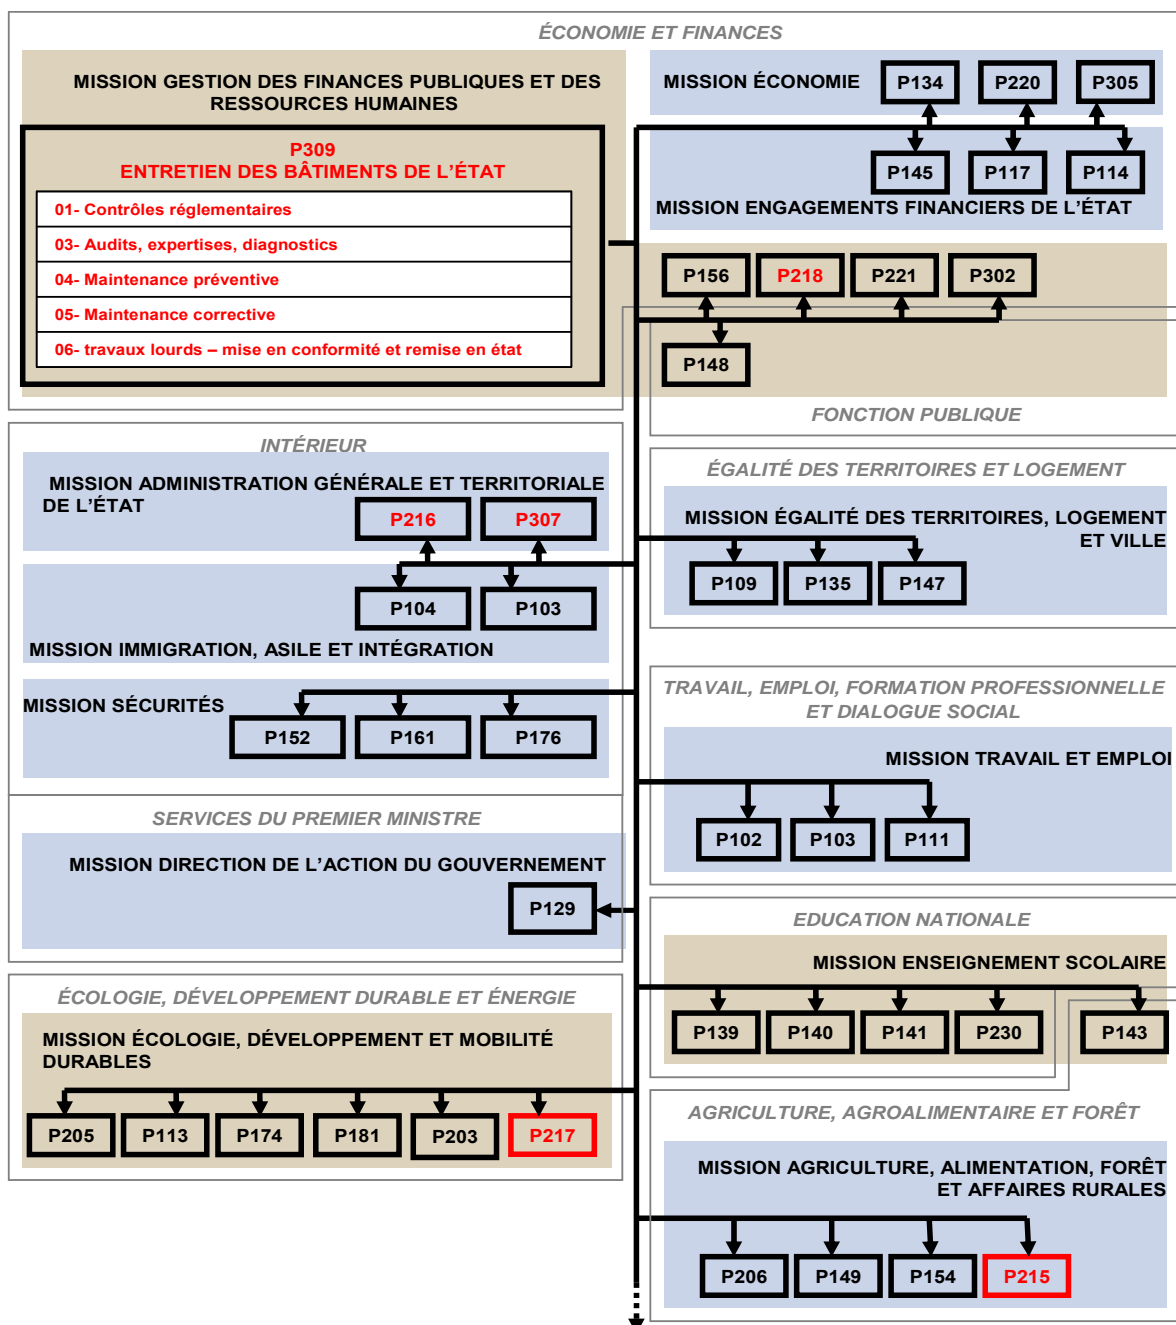 ÉCONOMIE ET FINANCES
MISSION GESTION DES FINANCES PUBLIQUES ET DES
RESSOURCES HUMAINES
P309
ENTRETIEN DES BÂTIMENTS DE L'ÉTAT
01- Contrôles réglementaires
03- Audits, expertises, diagnostics
04- Maintenance préventive
05- Maintenance corrective
06- travaux lourds – mise en conformité et remise en état
MISSION ÉCONOMIE
P134 P220 P305
P145 P117 P114
MISSION ENGAGEMENTS FINANCIERS DE L'ÉTAT
P156 P218 P221 P302
P148
FONCTION PUBLIQUE
INTÉRIEUR
MISSION ADMINISTRATION GÉNÉRALE ET TERRITORIALE
DE L'ÉTAT
P216 P307
P104 P103
MISSION IMMIGRATION, ASILE ET INTÉGRATION
MISSION SÉCURITÉS
P152 P161 P176
ÉGALITÉ DES TERRITOIRES ET LOGEMENT
MISSION ÉGALITÉ DES TERRITOIRES, LOGEMENT
ET VILLE
P109 P135 P147
TRAVAIL, EMPLOI, FORMATION PROFESSIONNELLE
ET DIALOGUE SOCIAL
MISSION TRAVAIL ET EMPLOI
P102 P103 P111
SERVICES DU PREMIER MINISTRE
MISSION DIRECTION DE L'ACTION DU GOUVERNEMENT
P129
EDUCATION NATIONALE
MISSION ENSEIGNEMENT SCOLAIRE
P139 P140 P141 P230 P143
ÉCOLOGIE, DÉVELOPPEMENT DURABLE ET ÉNERGIE
MISSION ÉCOLOGIE, DÉVELOPPEMENT ET MOBILITÉ
DURABLES
P205 P113 P174 P181 P203 P217
AGRICULTURE, AGROALIMENTAIRE ET FORÊT
MISSION AGRICULTURE, ALIMENTATION, FORÊT
ET AFFAIRES RURALES
P206 P149 P154 P215